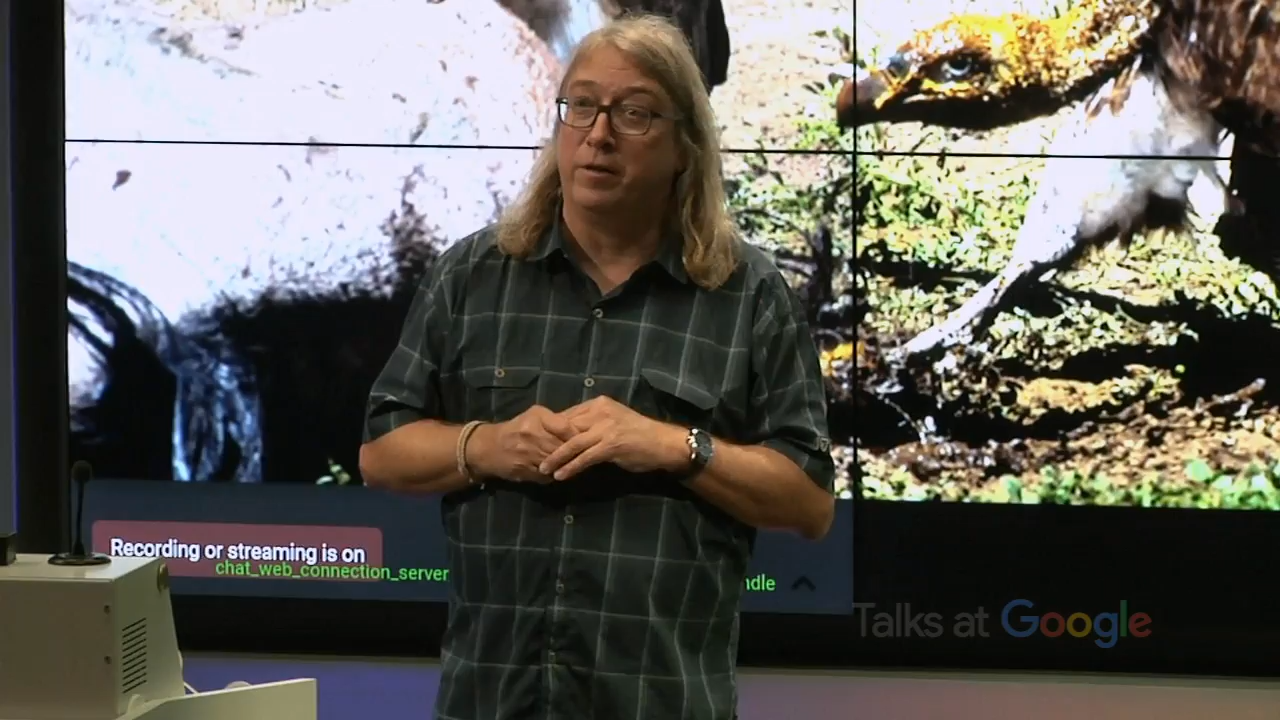 Recording or streaming is on
chat_web_connection_server
ndle
Talks at Google